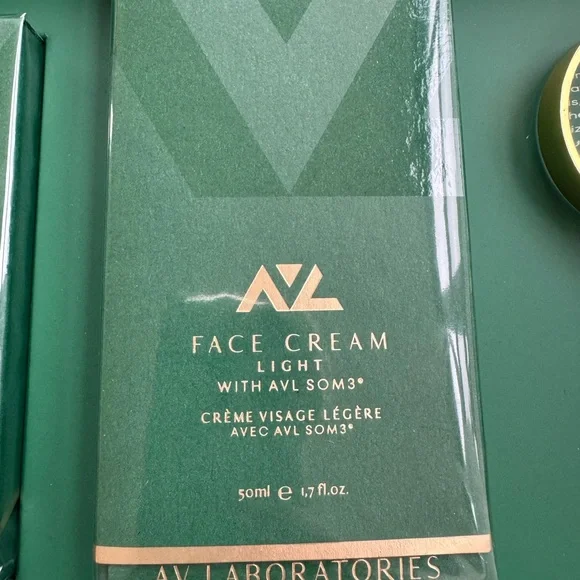 AVL
FACE CREAM
LIGHT
WITH AVL SOM3®
CRÈME VISAGE LÉGÈRE
AVEC AVL SOM3®
50ml e 1,7 fl.oz.
AV LABORATORIES